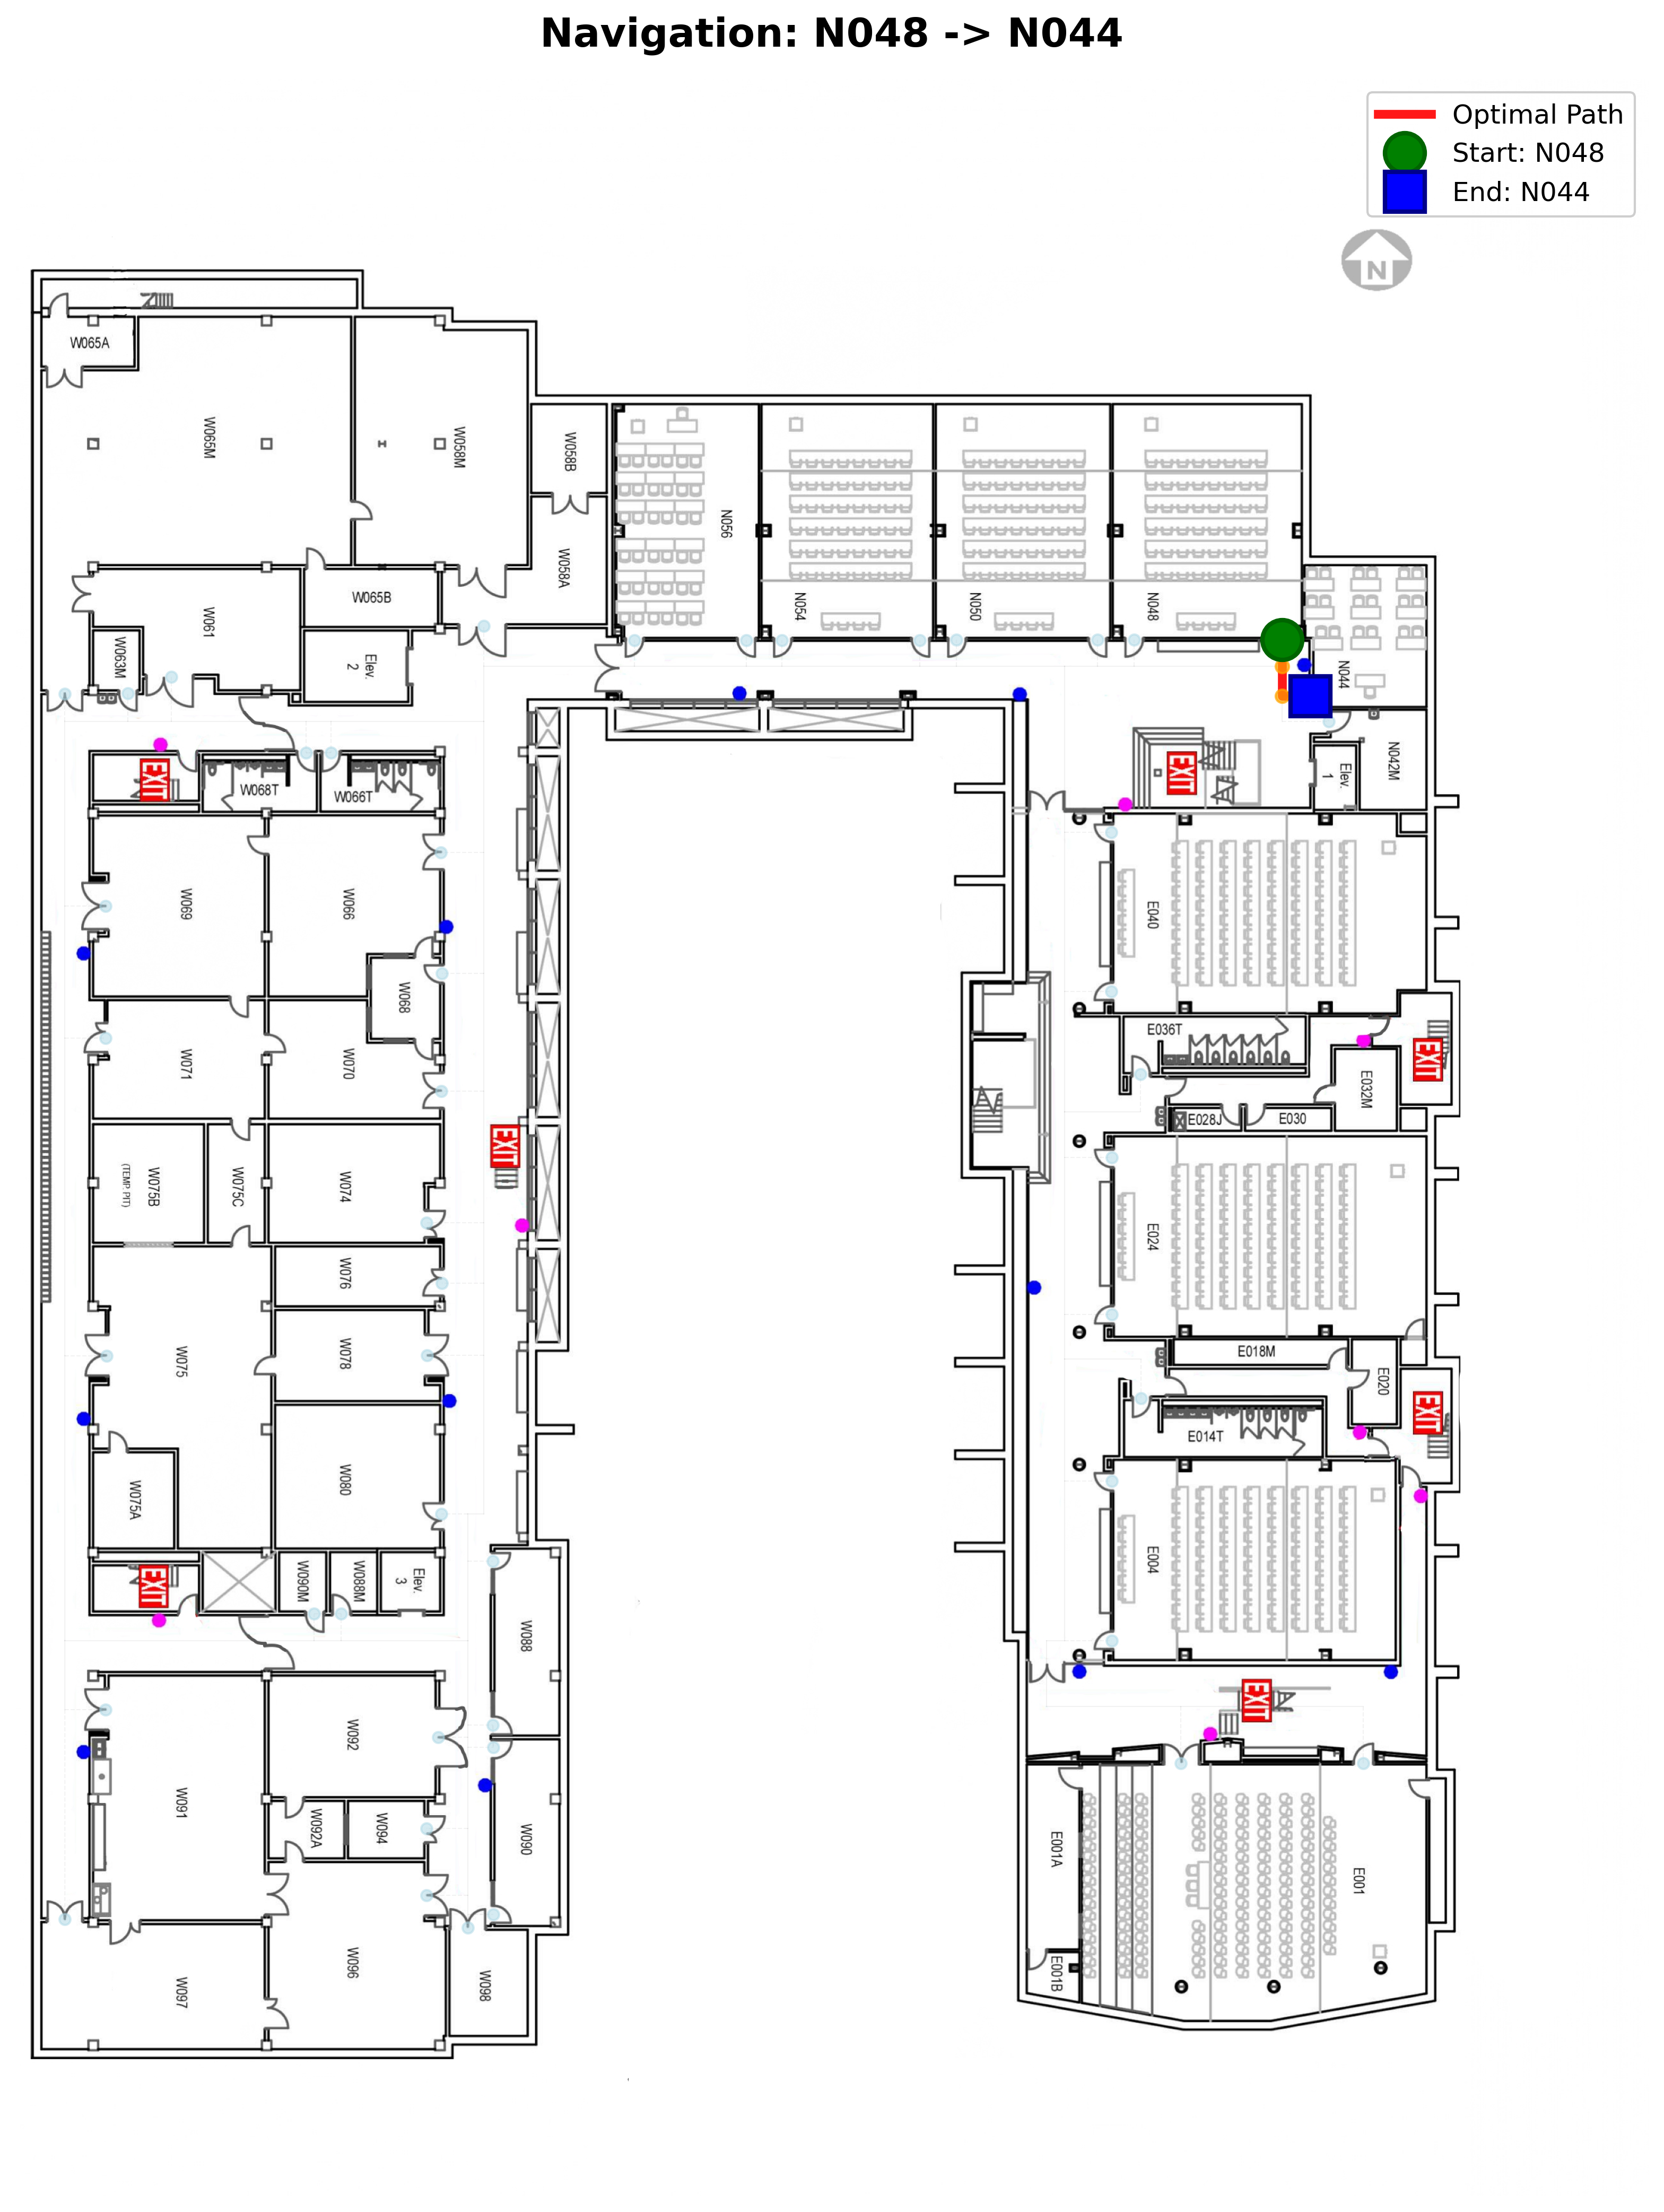 Navigation: N048 -> N044
Optimal Path
Start: N048
End: N044
N
W065A
W065M
W058M
W058B
W058A
N056
N054
N050
N048
N044
W061
W065B
W063M
Elev.
2
N042M
Elev.
1
EXIT
EXIT
W068T
W066T
W069
W066
E040
W068
W071
W070
E036T
EXIT
E032M
E028J
E030
EXIT
W075B
(TEMP. PIT)
W075C
W074
E024
W076
W075
W078
E018M
E020
EXIT
E014T
W075A
W080
E004
EXIT
W090M
W088M
Elev.
3
W088
EXIT
W092
W091
W092A
W094
W090
E001A
E001
E001B
W096
W097
W098